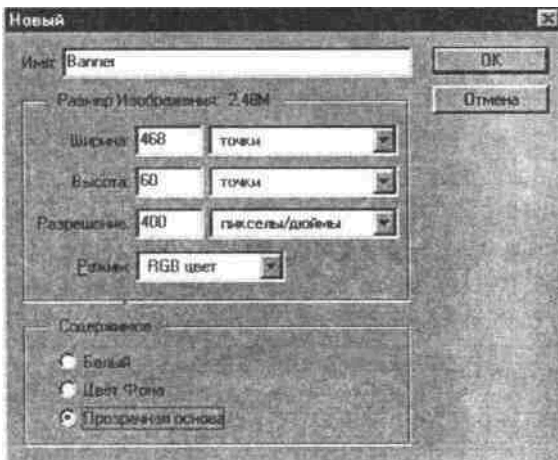 Новый
Имя: Banner
OK
Отмена
Размер Изображения: 2.48M
Ширина: 468 точки
Высота: 60 точки
Разрешение: 400 пикселы/дюймы
Режим: RGB цвет
Содержимое
Белый
Цвет Фона
Прозрачная основа